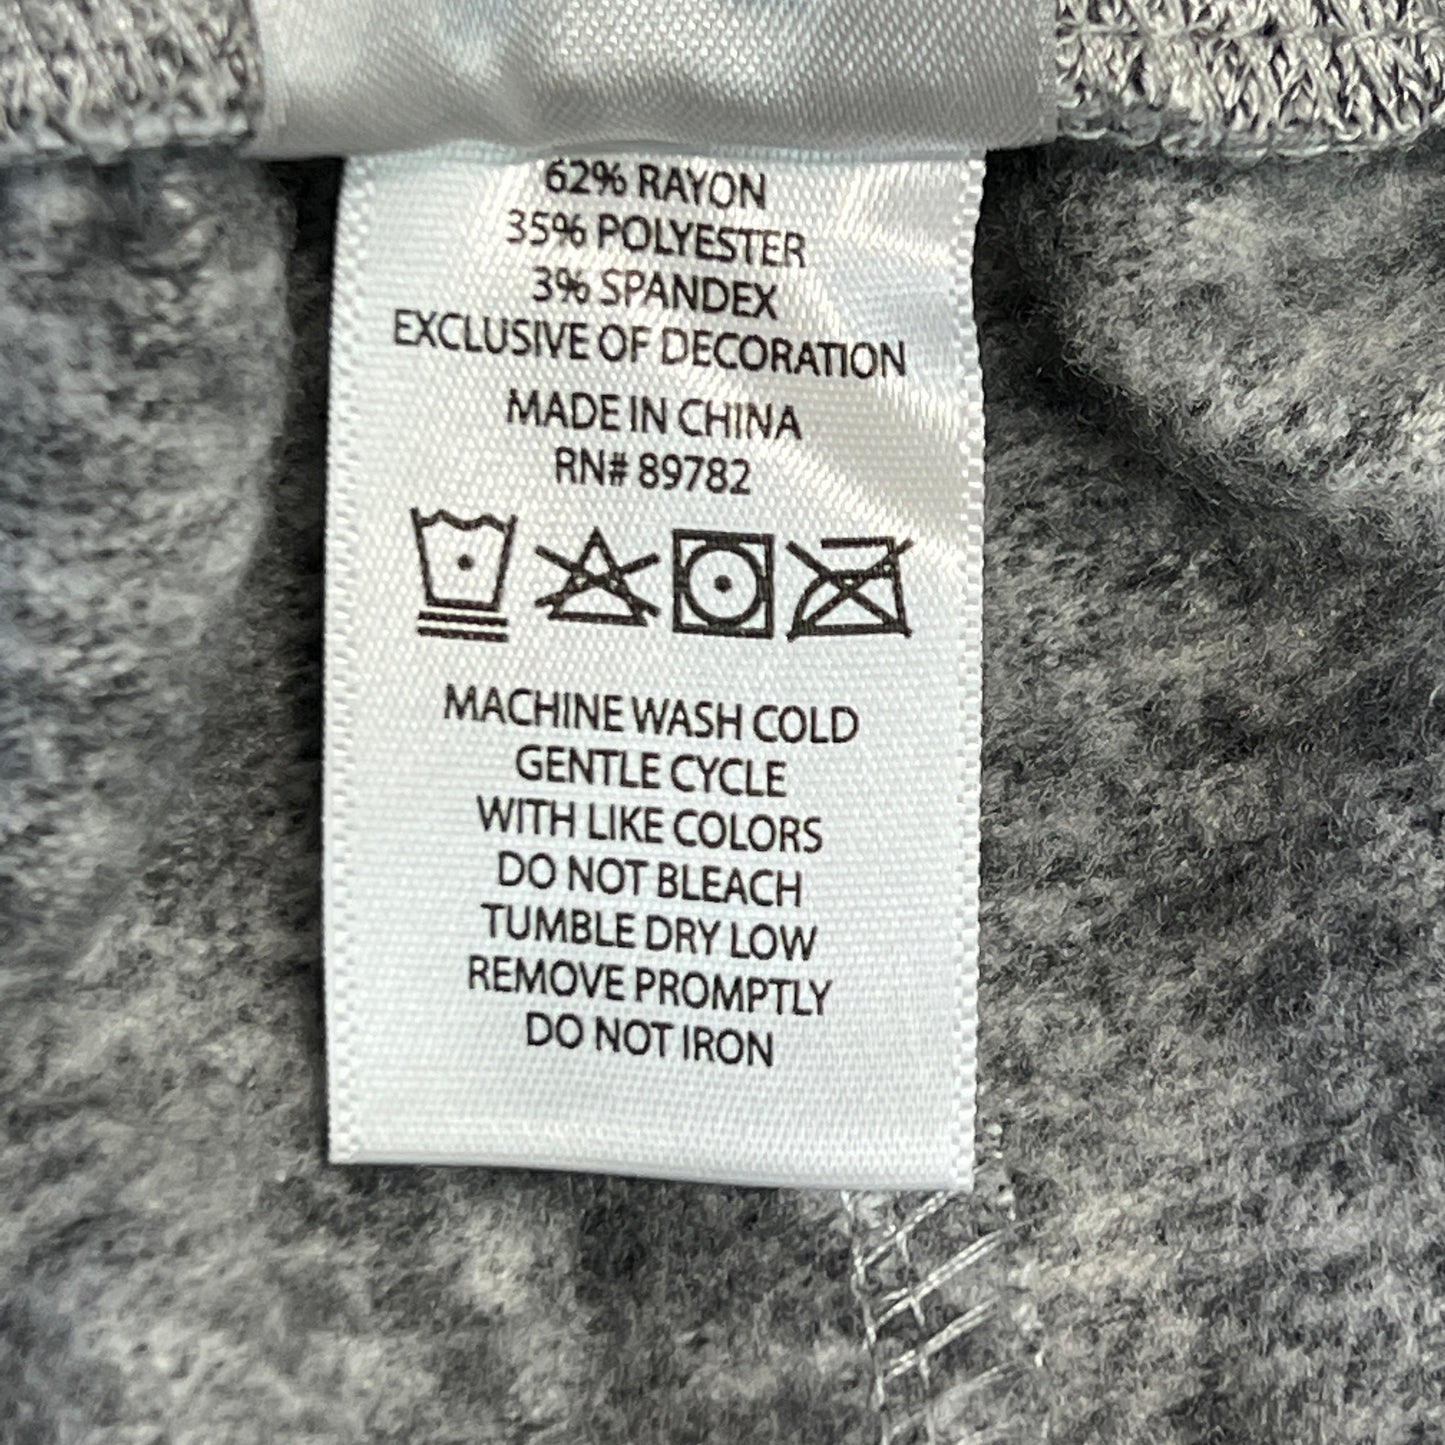 62% RAYON
35% POLYESTER
3% SPANDEX
EXCLUSIVE OF DECORATION
MADE IN CHINA
RN# 89782
MACHINE WASH COLD
GENTLE CYCLE
WITH LIKE COLORS
DO NOT BLEACH
TUMBLE DRY LOW
REMOVE PROMPTLY
DO NOT IRON